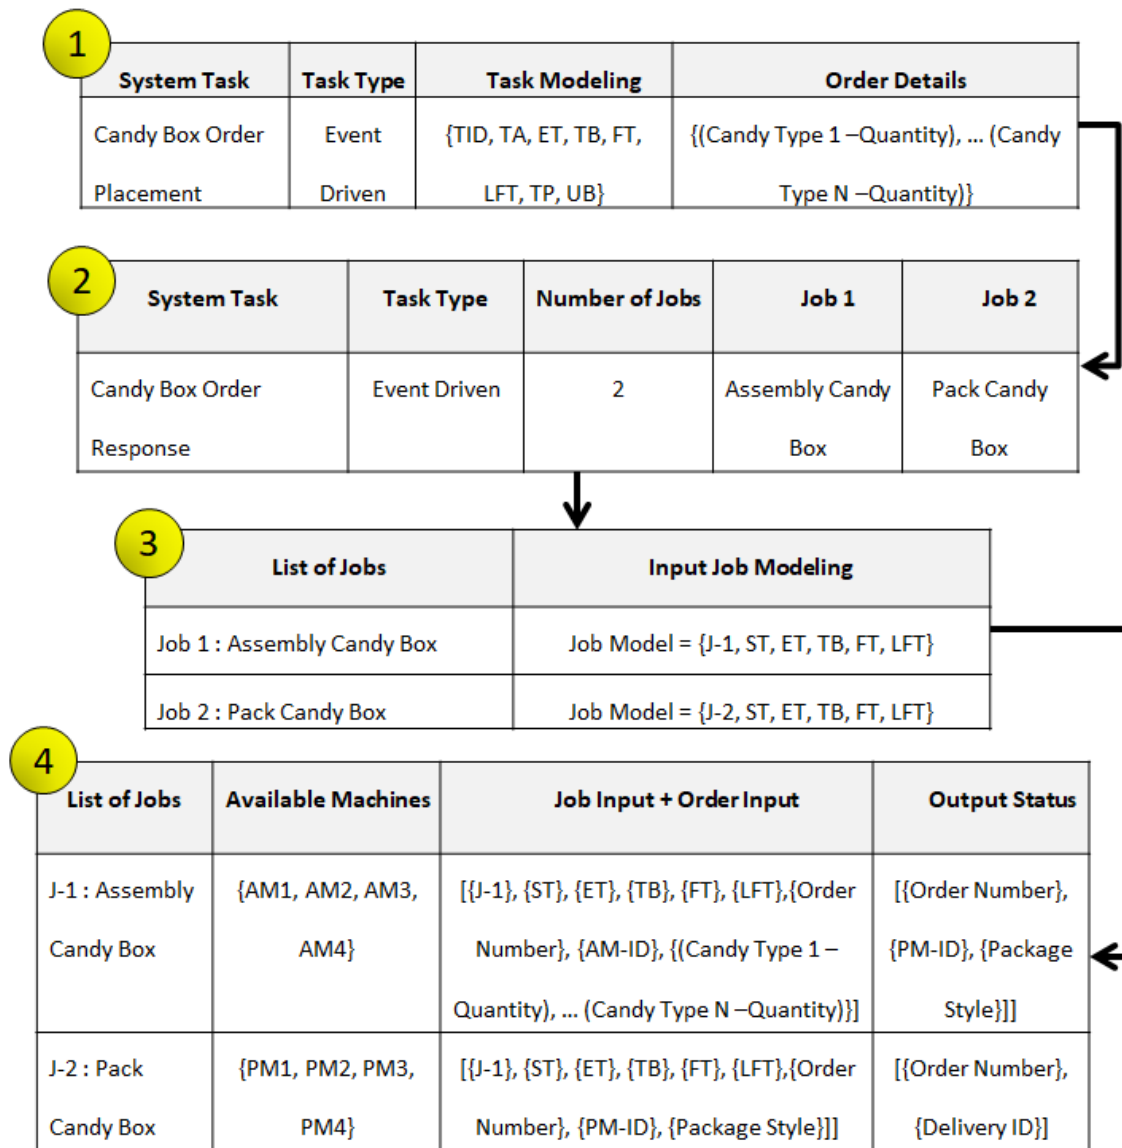 1
System Task Task Type Task Modeling Order Details
Candy Box Order Event {TID, TA, ET, TB, FT, {(Candy Type 1 –Quantity), ... (Candy
Placement Driven LFT, TP, UB} Type N –Quantity)}
2
System Task Task Type Number of Jobs Job 1 Job 2
Candy Box Order Event Driven 2 Assembly Candy Pack Candy
Response Box Box
3
List of Jobs Input Job Modeling
Job 1 : Assembly Candy Box Job Model = {J-1, ST, ET, TB, FT, LFT}
Job 2 : Pack Candy Box Job Model = {J-2, ST, ET, TB, FT, LFT}
4
List of Jobs Available Machines Job Input + Order Input Output Status
J-1 : Assembly {AM1, AM2, AM3, [{J-1}, {ST}, {ET}, {TB}, {FT}, {LFT},{Order [{Order Number},
Candy Box AM4} Number}, {AM-ID}, {(Candy Type 1 – {PM-ID}, {Package
Quantity), ... (Candy Type N –Quantity)}] Style}]]
J-2 : Pack {PM1, PM2, PM3, [{J-1}, {ST}, {ET}, {TB}, {FT}, {LFT},{Order [{Order Number},
Candy Box PM4} Number}, {PM-ID}, {Package Style}]] {Delivery ID}]